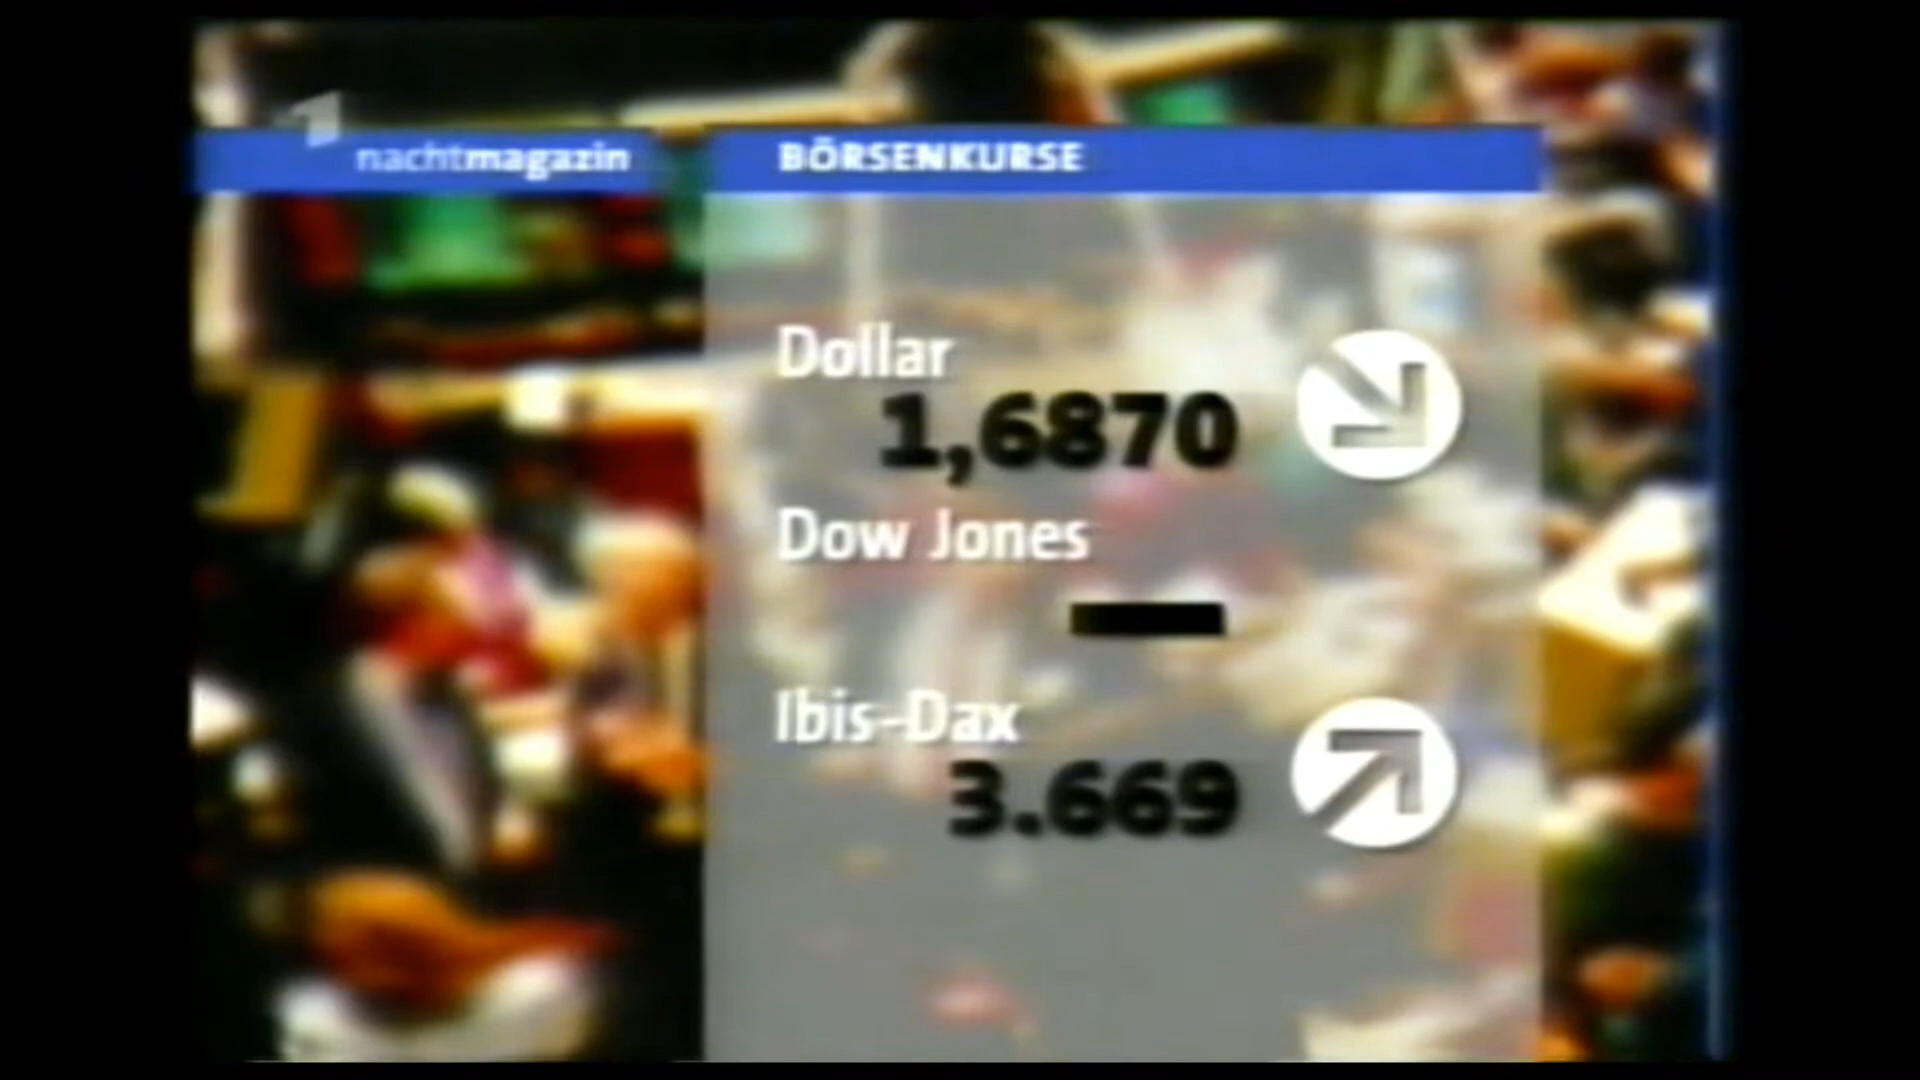 nachtmagazin
BÖRSENKURSE
Dollar
1,6870
Dow Jones
–
Ibis-Dax
3.669